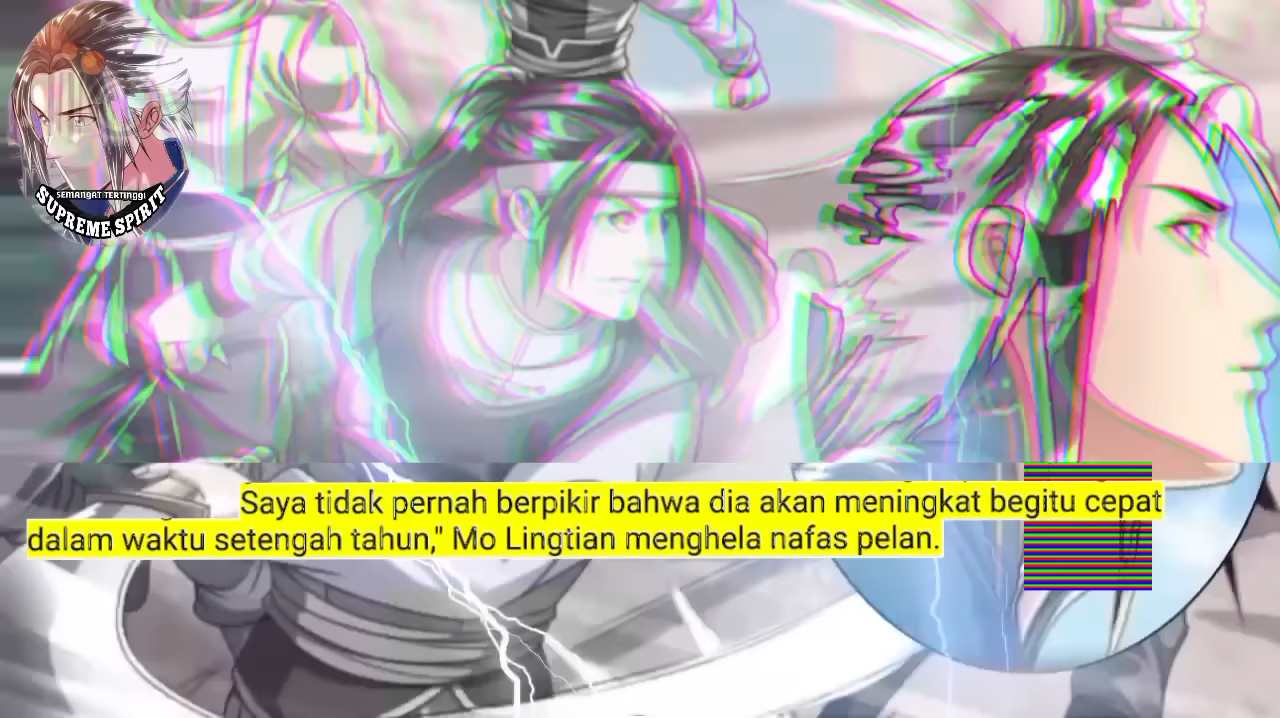 SEMANGAT TERTINGGI
SUPREME SPIRIT
Saya tidak pernah berpikir bahwa dia akan meningkat begitu cepat
dalam waktu setengah tahun," Mo Lingtian menghela nafas pelan.